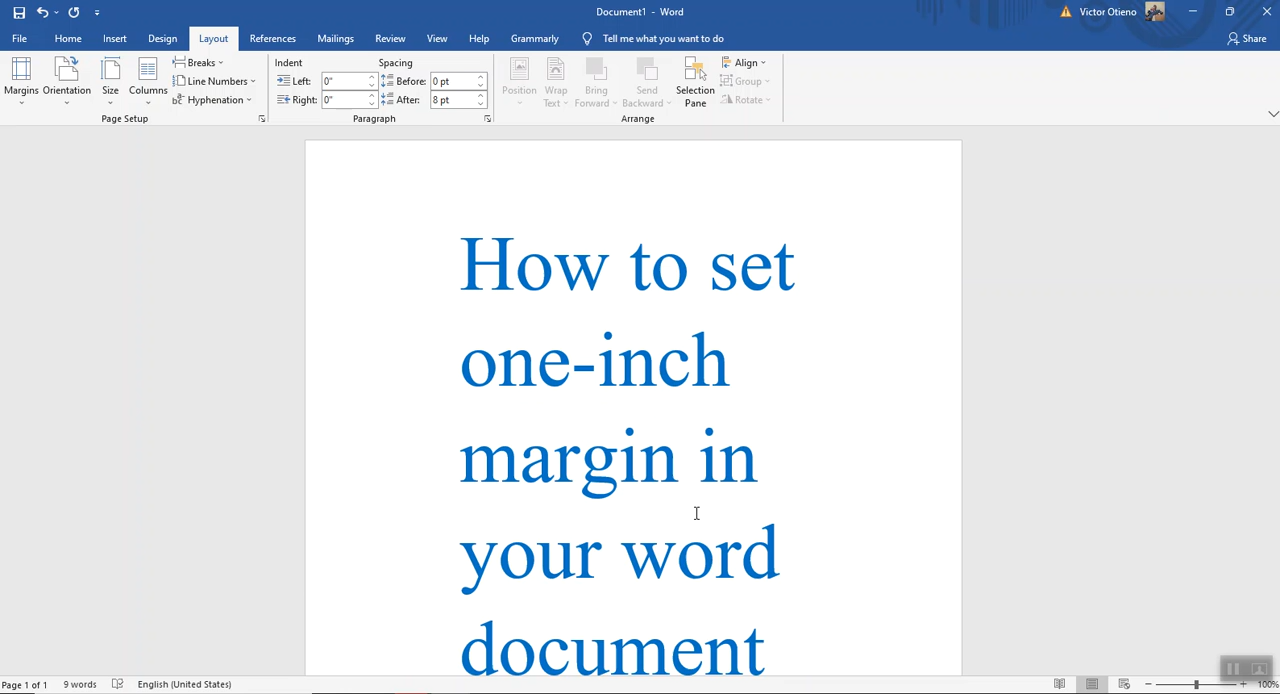 Document1 - Word
Victor Otieno
File Home Insert Design Layout References Mailings Review View Help Grammarly Tell me what you want to do
Share
Margins Orientation Size Columns
Breaks
Line Numbers
Hyphenation
Page Setup
Indent
Left: 0"
Right: 0"
Spacing
Before: 0 pt
After: 8 pt
Paragraph
Position
Wrap Text
Bring Forward
Send Backward
Selection Pane
Align
Group
Rotate
Arrange
How to set
one-inch
margin in
your word
document
Page 1 of 1 9 words English (United States) 100%